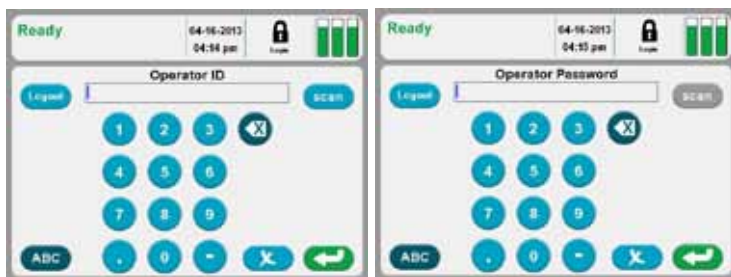 Ready
04-16-2013
04:14 pm
Login
Operator ID
Logout
scan
1 2 3 X
4 5 6
7 8 9
ABC . 0 - X
Ready
04-16-2013
04:15 pm
Login
Operator Password
Logout
scan
1 2 3 X
4 5 6
7 8 9
ABC . 0 - X